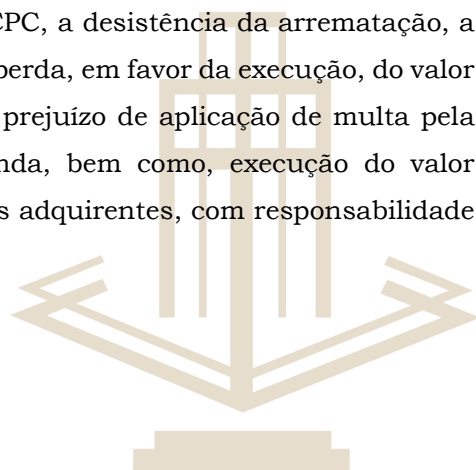 CPC, a desistência da arrematação, a
perda, em favor da execução, do valor
prejuízo de aplicação de multa pela
nda, bem como, execução do valor
s adquirentes, com responsabilidade